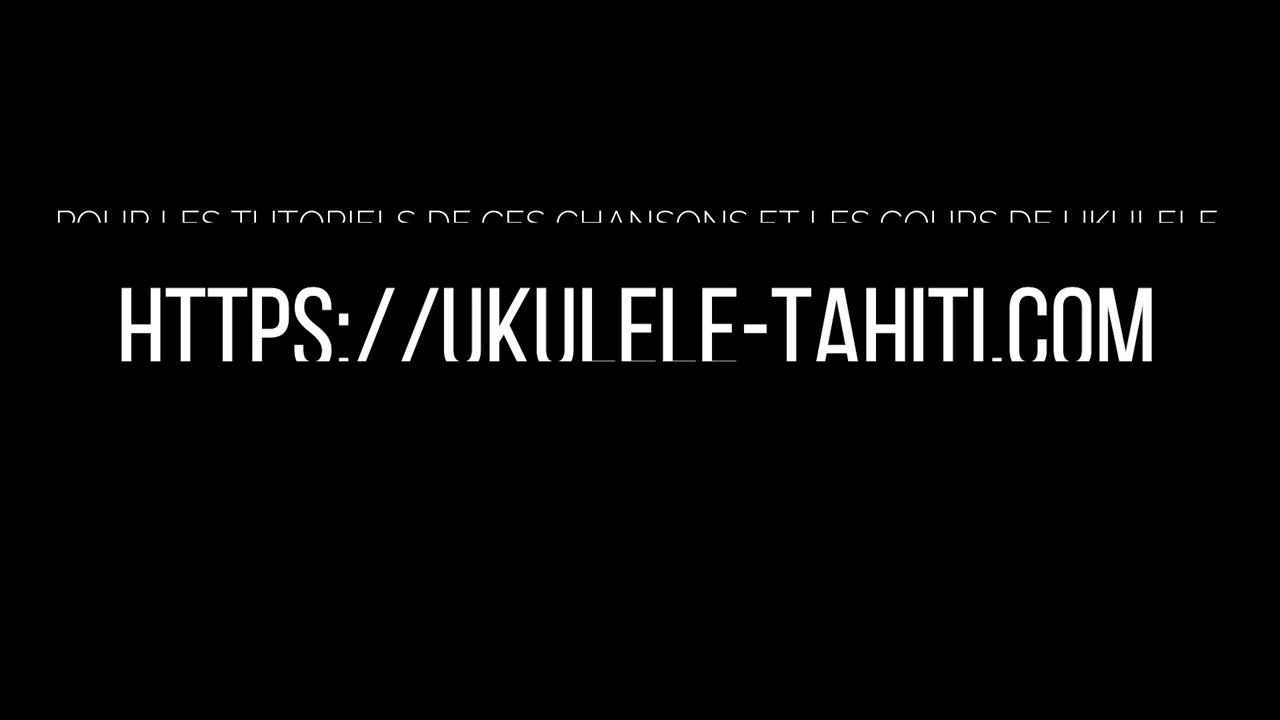 POUR LES TUTORIELS DE CES CHANSONS ET LES COURS DE UKULELE
HTTPS://UKULELE-TAHITI.COM